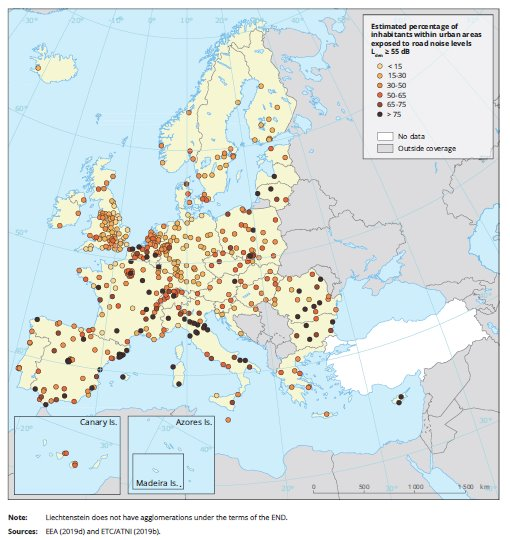 Estimated percentage of
inhabitants within urban areas
exposed to road noise levels
Lden ≥ 55 dB
< 15
15-30
30-50
50-65
65-75
> 75
No data
Outside coverage
Canary Is.
Azores Is.
Madeira Is.
0 500 1 000 1 500 km
Note: Liechtenstein does not have agglomerations under the terms of the END.
Sources: EEA (2019d) and ETC/ATNI (2019b).